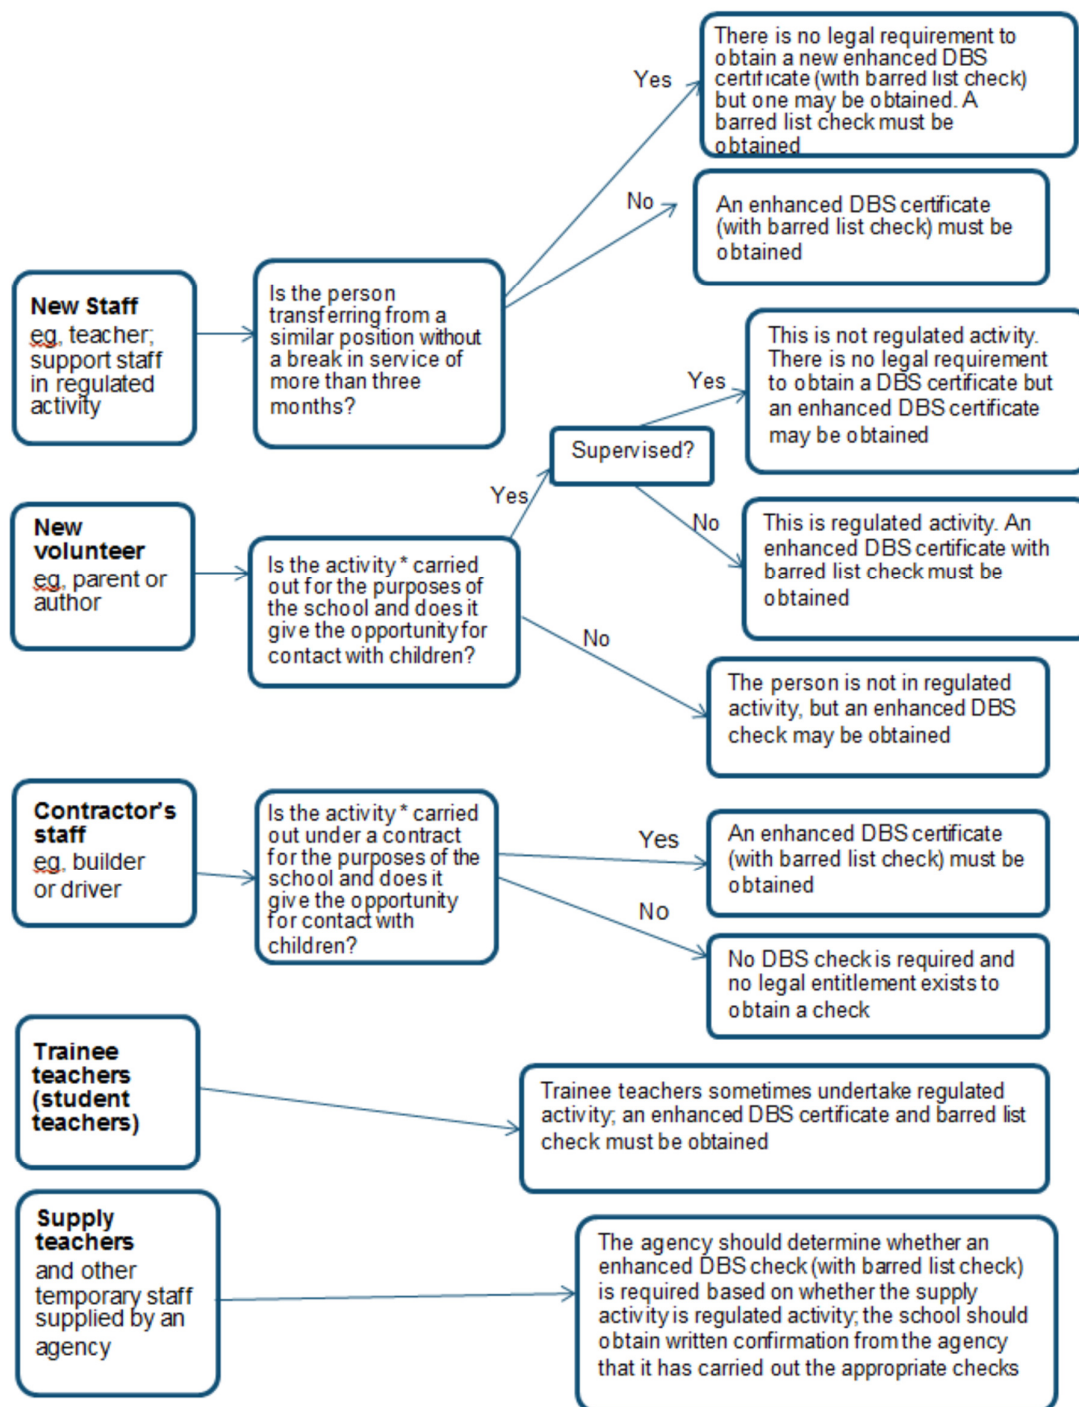 There is no legal requirement to
obtain a new enhanced DBS
certificate (with barred list check)
but one may be obtained. A
barred list check must be
obtained
Yes
No
An enhanced DBS certificate
(with barred list check) must be
obtained
New Staff
eg, teacher;
support staff
in regulated
activity
Is the person
transferring from a
similar position without
a break in service of
more than three
months?
This is not regulated activity.
There is no legal requirement
to obtain a DBS certificate but
an enhanced DBS certificate
may be obtained
Yes
Supervised?
Yes
No
This is regulated activity. An
enhanced DBS certificate with
barred list check must be
obtained
New
volunteer
eg, parent or
author
Is the activity * carried
out for the purposes of
the school and does it
give the opportunity for
contact with children?
No
The person is not in regulated
activity, but an enhanced DBS
check may be obtained
Contractor's
staff
eg, builder
or driver
Is the activity * carried
out under a contract
for the purposes of the
school and does it
give the opportunity
for contact with
children?
Yes
An enhanced DBS certificate
(with barred list check) must be
obtained
No
No DBS check is required and
no legal entitlement exists to
obtain a check
Trainee
teachers
(student
teachers)
Trainee teachers sometimes undertake regulated
activity; an enhanced DBS certificate and barred list
check must be obtained
Supply
teachers
and other
temporary staff
supplied by an
agency
The agency should determine whether an
enhanced DBS check (with barred list check)
is required based on whether the supply
activity is regulated activity; the school should
obtain written confirmation from the agency
that it has carried out the appropriate checks